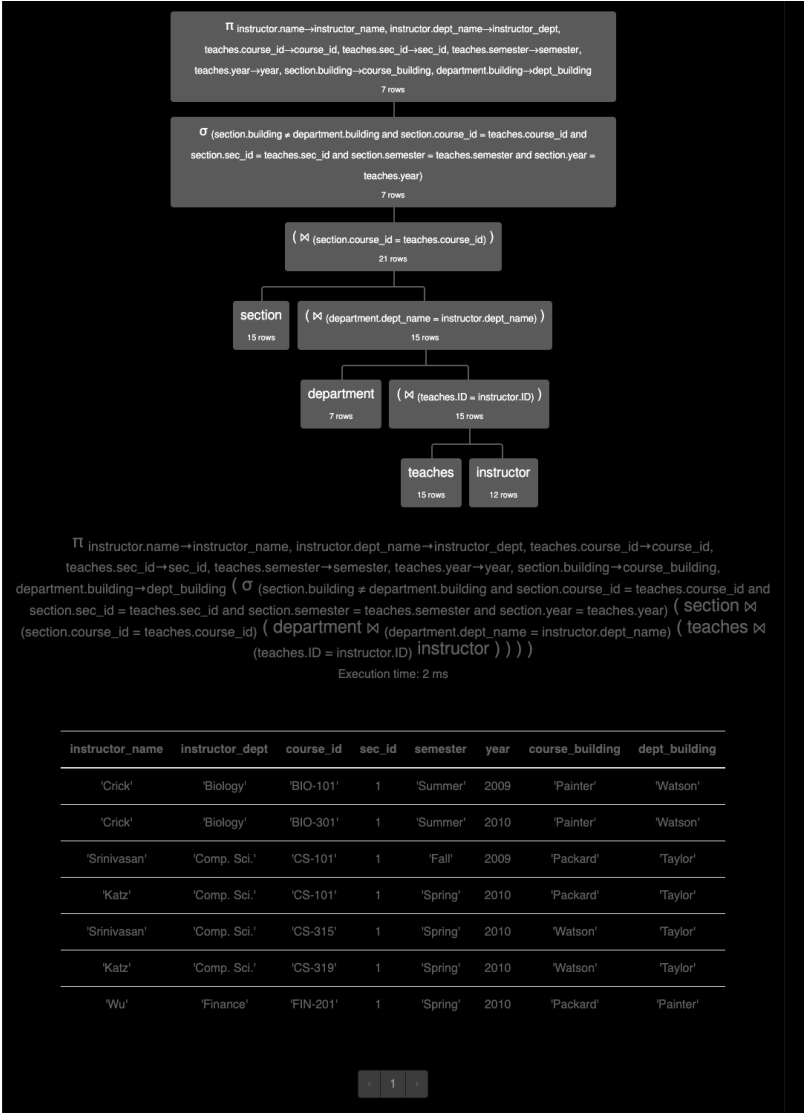 π instructor.name→instructor_name, instructor.dept_name→instructor_dept,
teaches.course_id→course_id, teaches.sec_id→sec_id, teaches.semester→semester,
teaches.year→year, section.building→course_building, department.building→dept_building
7 rows
σ (section.building ≠ department.building and section.course_id = teaches.course_id and
section.sec_id = teaches.sec_id and section.semester = teaches.semester and section.year =
teaches.year)
7 rows
( ⋈ (section.course_id = teaches.course_id) )
21 rows
section
15 rows
( ⋈ (department.dept_name = instructor.dept_name) )
15 rows
department
7 rows
( ⋈ (teaches.ID = instructor.ID) )
15 rows
teaches
15 rows
instructor
12 rows
π instructor.name→instructor_name, instructor.dept_name→instructor_dept, teaches.course_id→course_id,
teaches.sec_id→sec_id, teaches.semester→semester, teaches.year→year, section.building→course_building,
department.building→dept_building ( σ (section.building ≠ department.building and section.course_id = teaches.course_id and
section.sec_id = teaches.sec_id and section.semester = teaches.semester and section.year = teaches.year) ( section ⋈
(section.course_id = teaches.course_id) ( department ⋈ (department.dept_name = instructor.dept_name) ( teaches ⋈
(teaches.ID = instructor.ID) instructor ) ) ) )
Execution time: 2 ms
instructor_name instructor_dept course_id sec_id semester year course_building dept_building
'Crick' 'Biology' 'BIO-101' 1 'Summer' 2009 'Painter' 'Watson'
'Crick' 'Biology' 'BIO-301' 1 'Summer' 2010 'Painter' 'Watson'
'Srinivasan' 'Comp. Sci.' 'CS-101' 1 'Fall' 2009 'Packard' 'Taylor'
'Katz' 'Comp. Sci.' 'CS-101' 1 'Spring' 2010 'Packard' 'Taylor'
'Srinivasan' 'Comp. Sci.' 'CS-315' 1 'Spring' 2010 'Watson' 'Taylor'
'Katz' 'Comp. Sci.' 'CS-319' 1 'Spring' 2010 'Watson' 'Taylor'
'Wu' 'Finance' 'FIN-201' 1 'Spring' 2010 'Packard' 'Painter'
‹ 1 ›